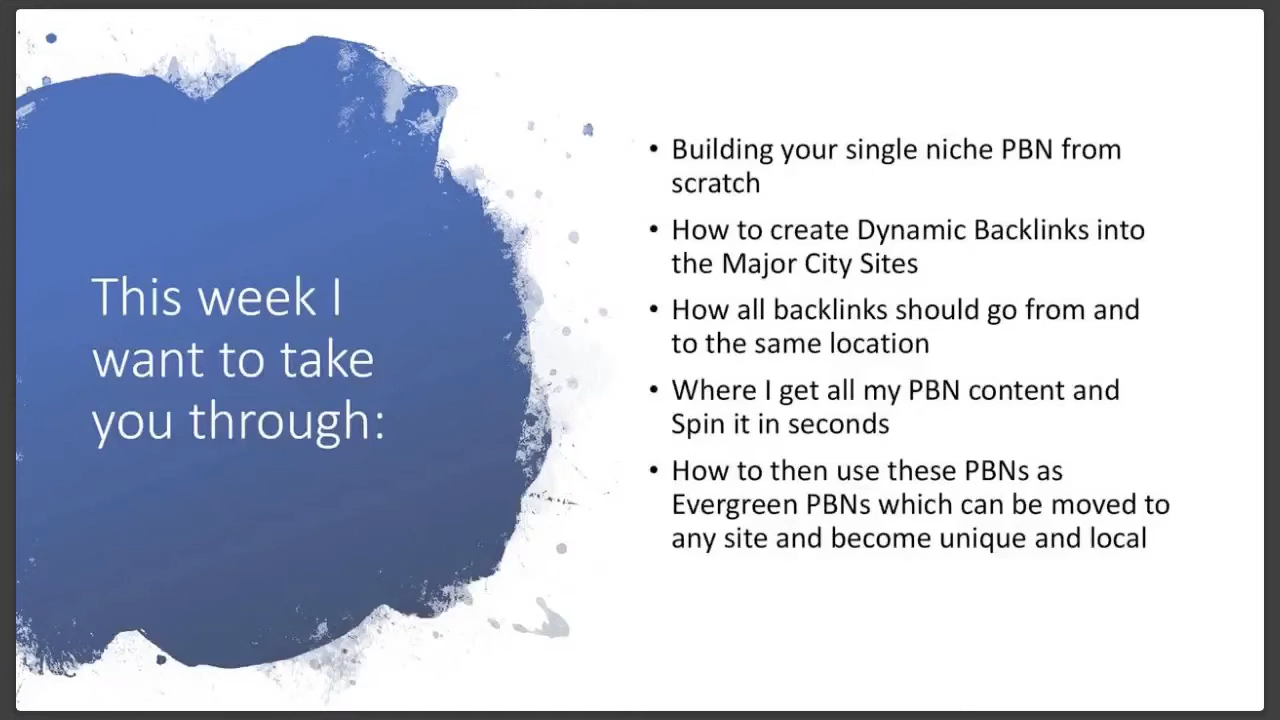 This week I
want to take
you through:
• Building your single niche PBN from
scratch
• How to create Dynamic Backlinks into
the Major City Sites
• How all backlinks should go from and
to the same location
• Where I get all my PBN content and
Spin it in seconds
• How to then use these PBNs as
Evergreen PBNs which can be moved to
any site and become unique and local